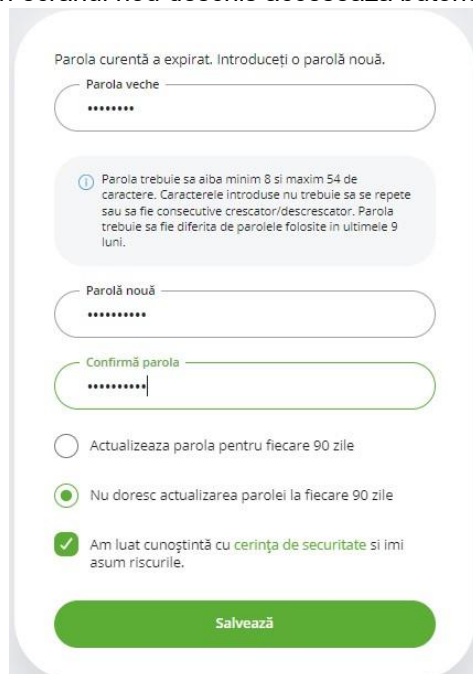 Parola curentă a expirat. Introduceți o parolă nouă.
Parola veche
••••••••
Parola trebuie sa aiba minim 8 si maxim 54 de
caractere. Caracterele introduse nu trebuie sa se repete
sau sa fie consecutive crescator/descrescator. Parola
trebuie sa fie diferita de parolele folosite in ultimele 9
luni.
Parolă nouă
••••••••••
Confirmă parola
••••••••••
Actualizeaza parola pentru fiecare 90 zile
Nu doresc actualizarea parolei la fiecare 90 zile
Am luat cunoștintă cu cerința de securitate si imi
asum riscurile.
Salvează